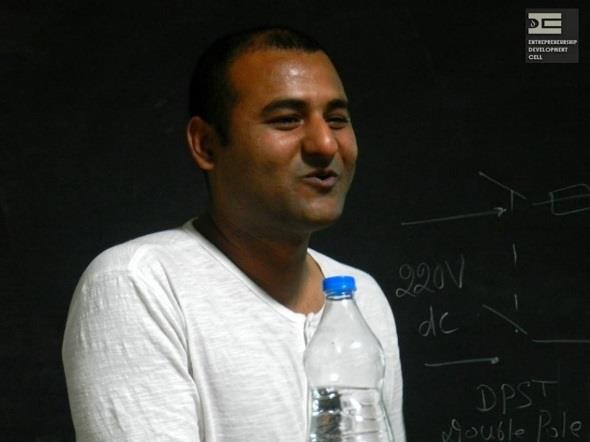 ENTREPRENEURSHIP
DEVELOPMENT
CELL
220V
dc
DPST
Double Pole